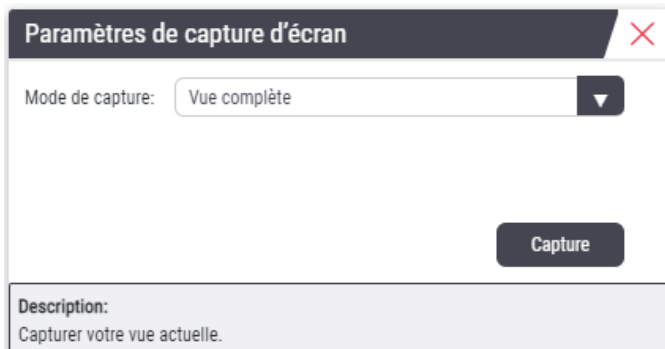 Paramètres de capture d’écran
Mode de capture: Vue complète
Capture
Description:
Capturer votre vue actuelle.